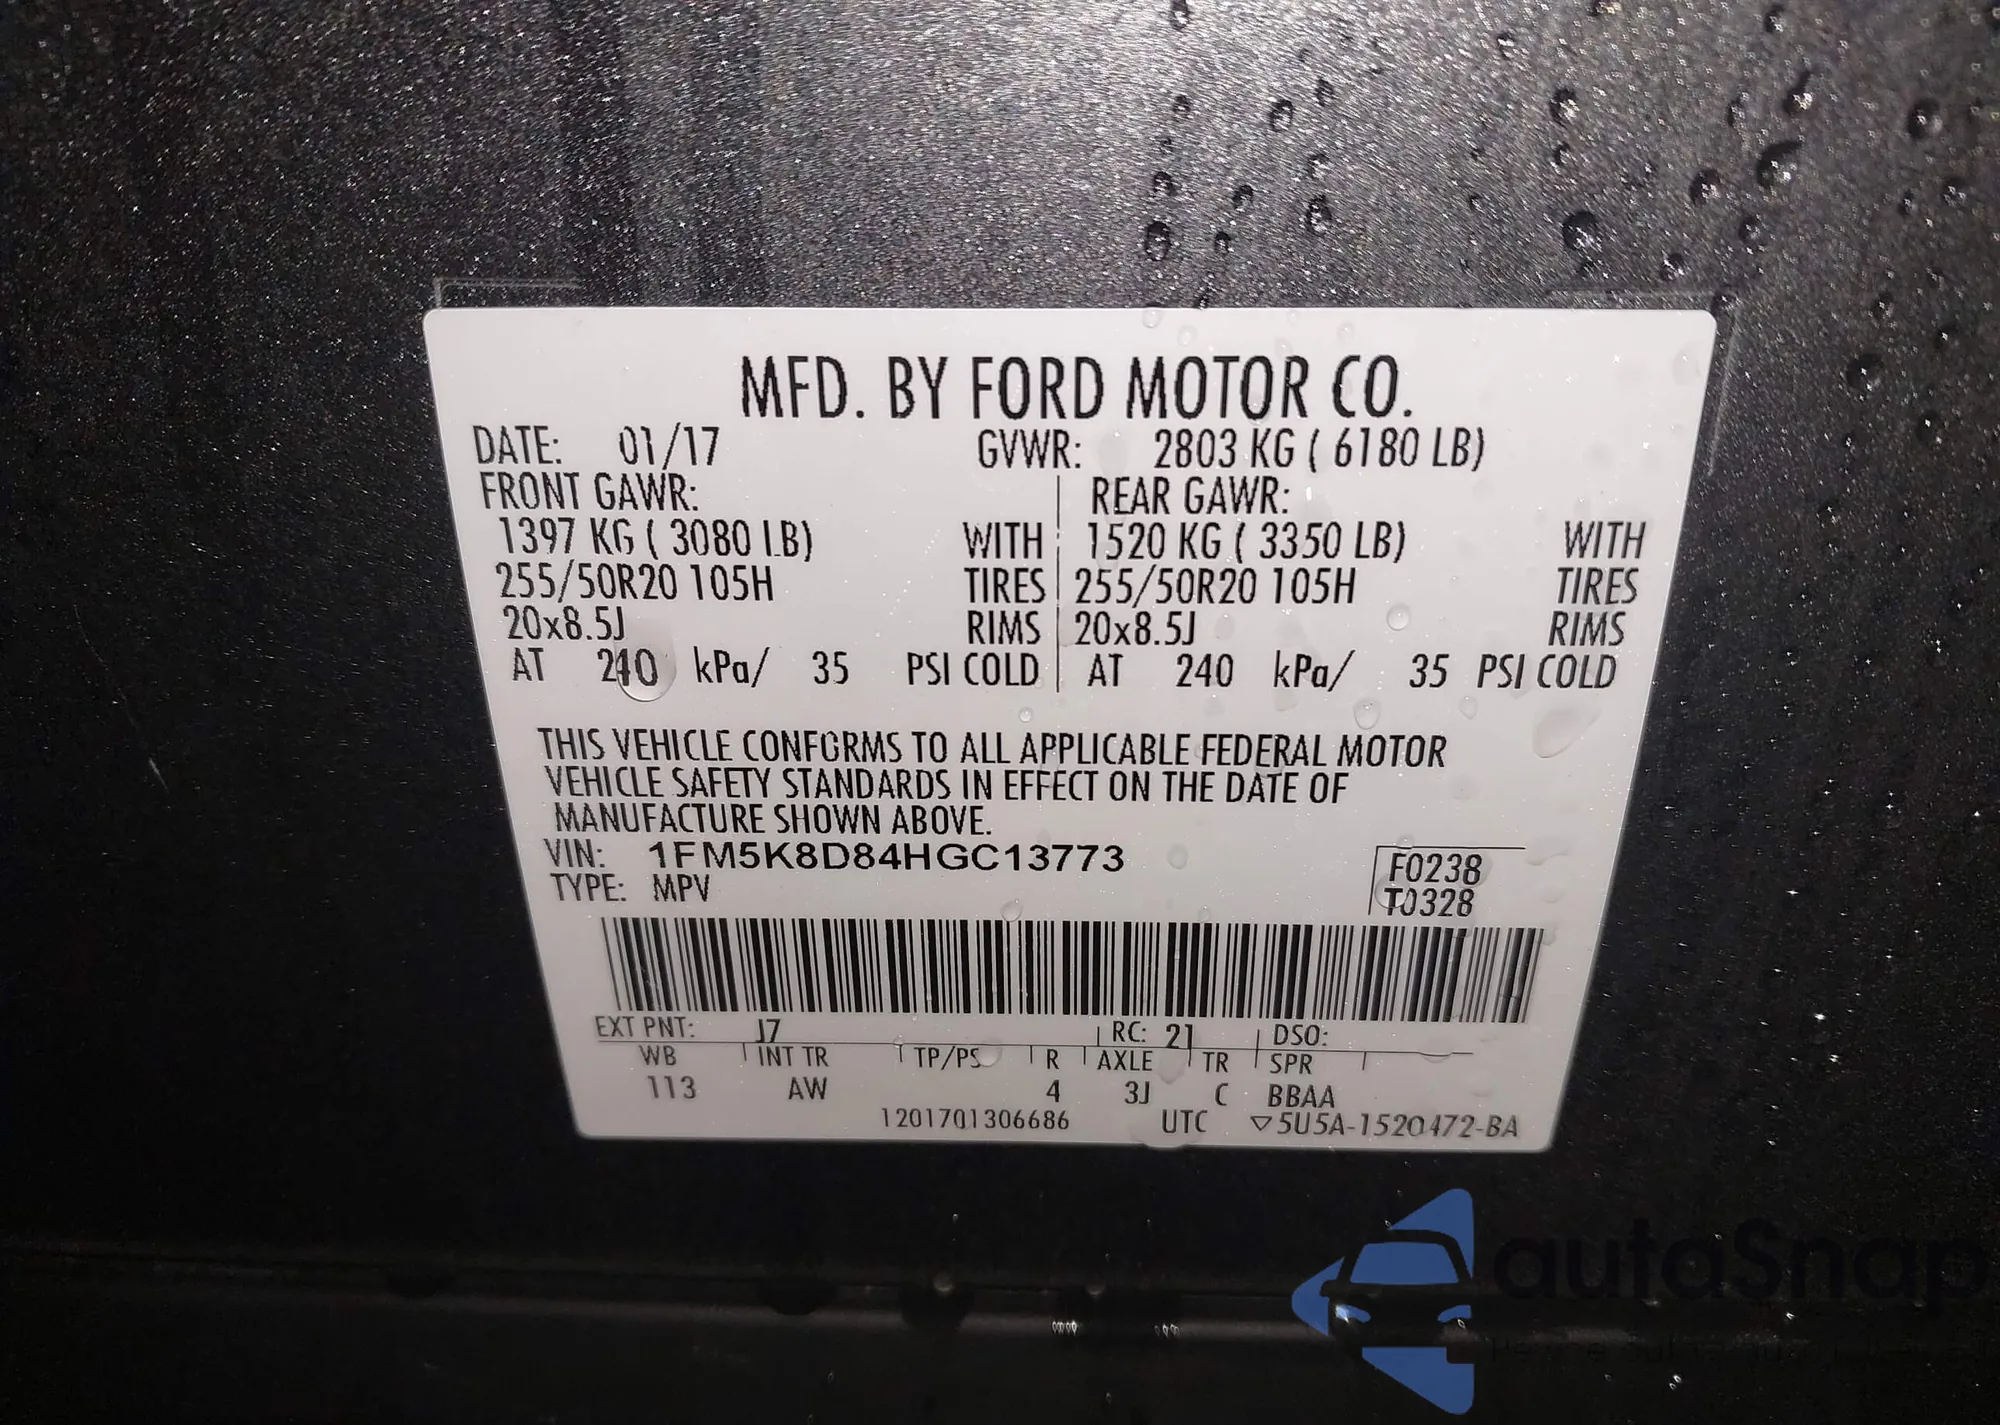 MFD. BY FORD MOTOR CO.
DATE: 01/17 GVWR: 2803 KG ( 6180 LB)
FRONT GAWR: REAR GAWR:
1397 KG ( 3080 LB) WITH 1520 KG ( 3350 LB) WITH
255/50R20 105H TIRES 255/50R20 105H TIRES
20x8.5J RIMS 20x8.5J RIMS
AT 240 kPa/ 35 PSI COLD AT 240 kPa/ 35 PSI COLD
THIS VEHICLE CONFORMS TO ALL APPLICABLE FEDERAL MOTOR
VEHICLE SAFETY STANDARDS IN EFFECT ON THE DATE OF
MANUFACTURE SHOWN ABOVE.
VIN: 1FM5K8D84HGC13773
TYPE: MPV
F0238
T0328
EXT PNT: J7 RC: 21 DSO:
WB INT TR TP/PS R AXLE TR SPR
113 AW 4 3J C BBAA
1201701306686 UTC ▽5U5A-1520472-BA
autaSnap